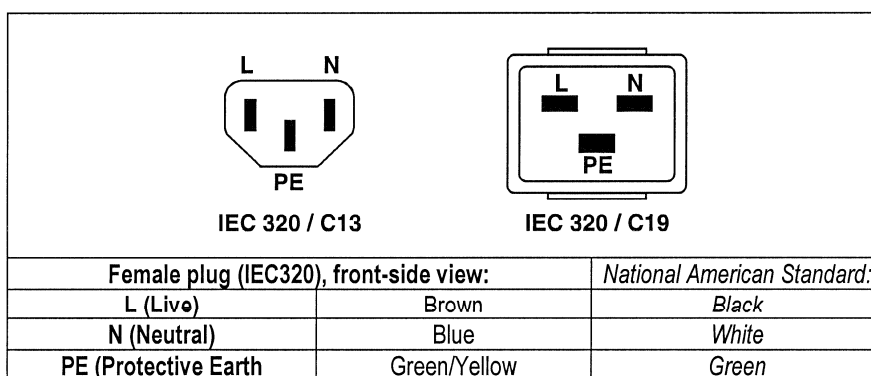 L N
PE
IEC 320 / C13
L N
PE
IEC 320 / C19
Female plug (IEC320), front-side view: National American Standard:
L (Live) Brown Black
N (Neutral) Blue White
PE (Protective Earth Green/Yellow Green